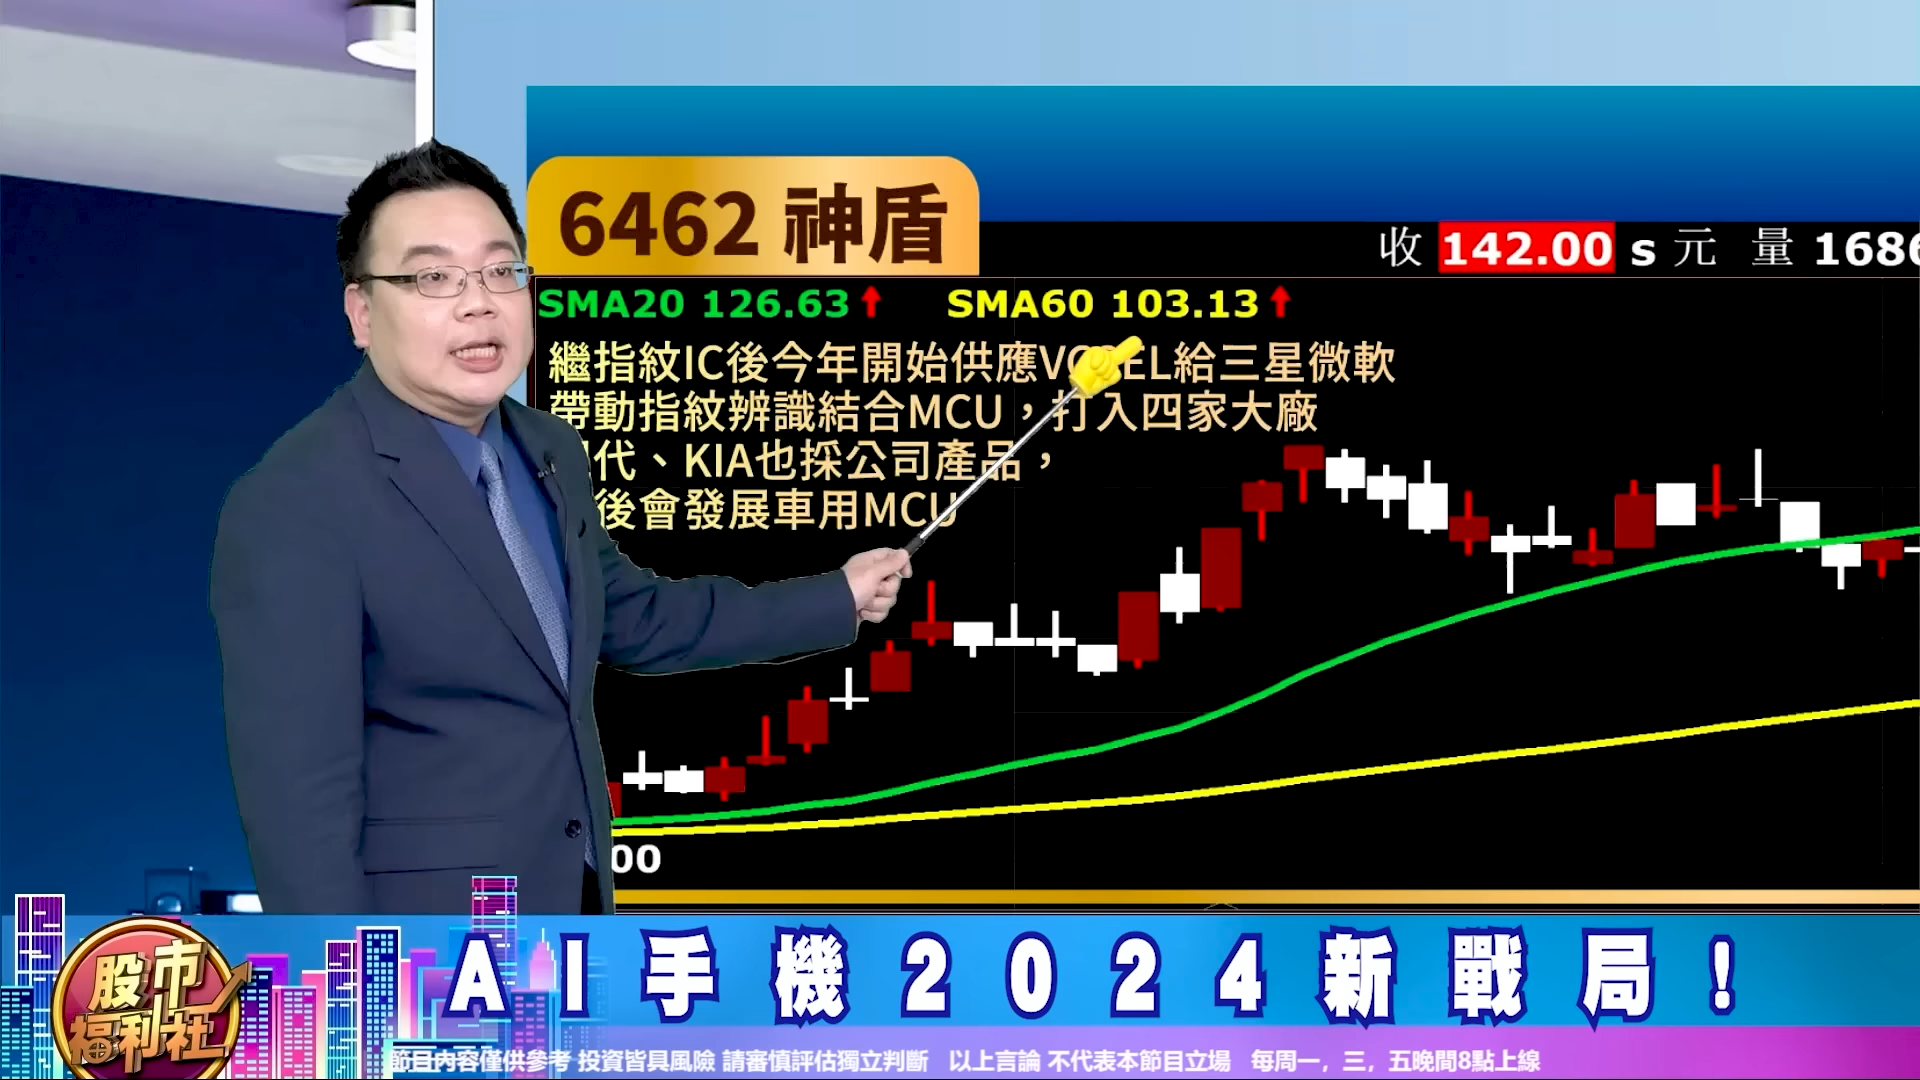 6462 神盾
收 142.00 s 元 量 1686
SMA20 126.63↑ SMA60 103.13↑
繼指紋IC後今年開始供應V EL給三星微軟
帶動指紋辨識結合MCU，打入四家大廠
代、KIA也採公司產品，
後會發展車用MCU
00
AI手機2024新戰局！
股市
福利社
節目內容僅供參考 投資皆具風險 請審慎評估獨立判斷 以上言論 不代表本節目立場 每周一，三，五晚間8點上線